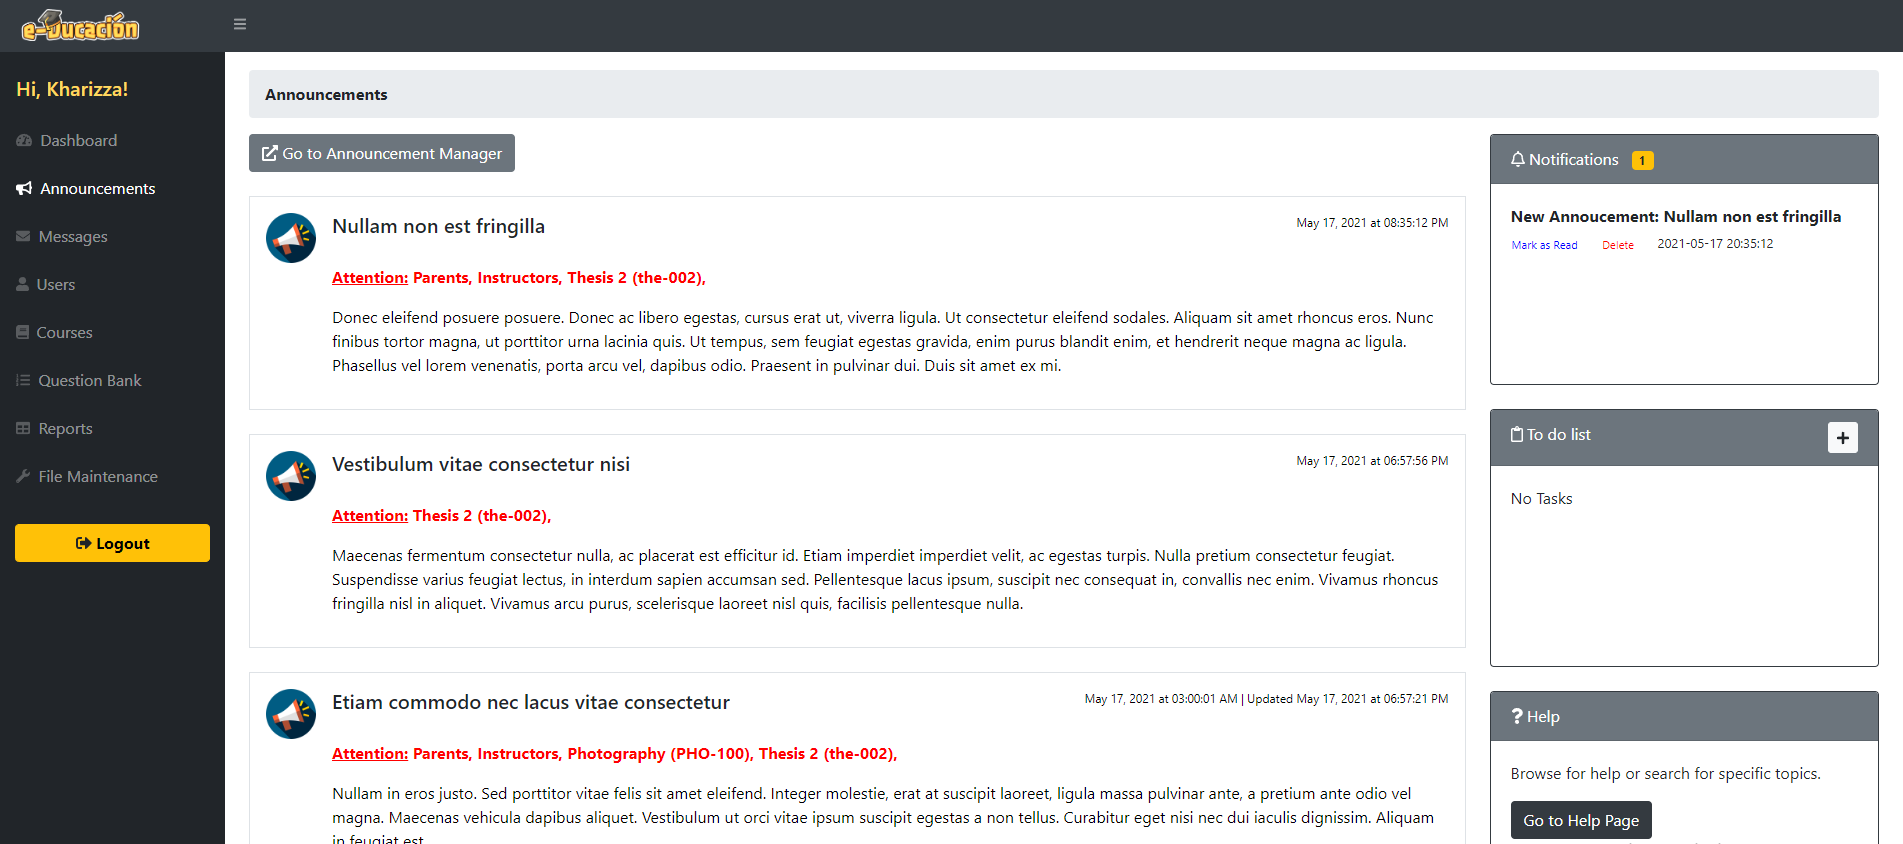 e-Ducación
Hi, Kharizza!
Dashboard
Announcements
Messages
Users
Courses
Question Bank
Reports
File Maintenance
Logout
Announcements
Go to Announcement Manager
Nullam non est fringilla
May 17, 2021 at 08:35:12 PM
Attention: Parents, Instructors, Thesis 2 (the-002),
Donec eleifend posuere posuere. Donec ac libero egestas, cursus erat ut, viverra ligula. Ut consectetur eleifend sodales. Aliquam sit amet rhoncus eros. Nunc
finibus tortor magna, ut porttitor urna lacinia quis. Ut tempus, sem feugiat egestas gravida, enim purus blandit enim, et hendrerit neque magna ac ligula.
Phasellus vel lorem venenatis, porta arcu vel, dapibus odio. Praesent in pulvinar dui. Duis sit amet ex mi.
Vestibulum vitae consectetur nisi
May 17, 2021 at 06:57:56 PM
Attention: Thesis 2 (the-002),
Maecenas fermentum consectetur nulla, ac placerat est efficitur id. Etiam imperdiet imperdiet velit, ac egestas turpis. Nulla pretium consectetur feugiat.
Suspendisse varius feugiat lectus, in interdum sapien accumsan sed. Pellentesque lacus ipsum, suscipit nec consequat in, convallis nec enim. Vivamus rhoncus
fringilla nisl in aliquet. Vivamus arcu purus, scelerisque laoreet nisl quis, facilisis pellentesque nulla.
Etiam commodo nec lacus vitae consectetur
May 17, 2021 at 03:00:01 AM | Updated May 17, 2021 at 06:57:21 PM
Attention: Parents, Instructors, Photography (PHO-100), Thesis 2 (the-002),
Nullam in eros justo. Sed porttitor vitae felis sit amet eleifend. Integer molestie, erat at suscipit laoreet, ligula massa pulvinar ante, a pretium ante odio vel
magna. Maecenas vehicula dapibus aliquet. Vestibulum ut orci vitae ipsum suscipit egestas a non tellus. Curabitur eget nisi nec dui iaculis dignissim. Aliquam
in feugiat est
Notifications 1
New Annoucement: Nullam non est fringilla
Mark as Read Delete 2021-05-17 20:35:12
To do list
No Tasks
Help
Browse for help or search for specific topics.
Go to Help Page